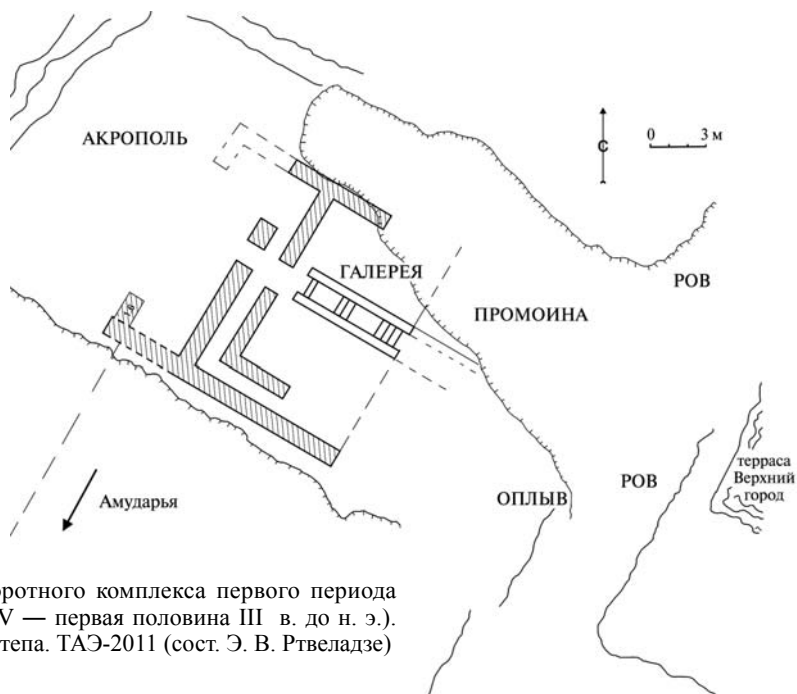 АКРОПОЛЬ
С
0 3 м
ГАЛЕРЕЯ
РОВ
ПРОМОИНА
терраса
Верхний
город
РОВ
ОПЛЫВ
Амударья
оротного комплекса первого периода
V — первая половина III в. до н. э.).
тепа. ТАЭ-2011 (сост. Э. В. Ртвеладзе)